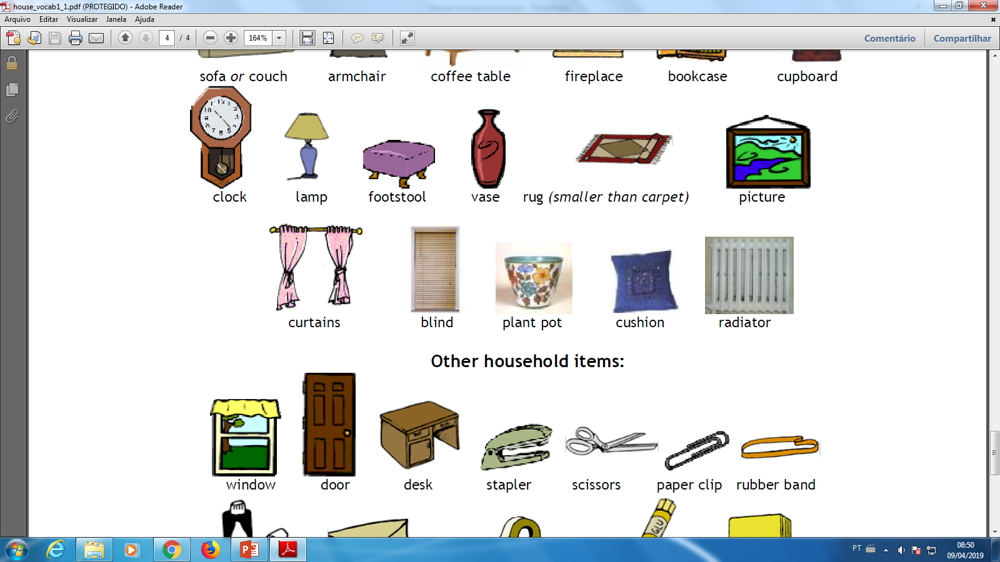 house_vocab1_1.pdf (PROTEGIDO) - Adobe Reader
Arquivo Editar Visualizar Janela Ajuda
4 / 4 164% Comentário Compartilhar
sofa or couch armchair coffee table fireplace bookcase cupboard
clock lamp footstool vase rug (smaller than carpet) picture
curtains blind plant pot cushion radiator
Other household items:
window door desk stapler scissors paper clip rubber band
GLU
PT 08:50
09/04/2019